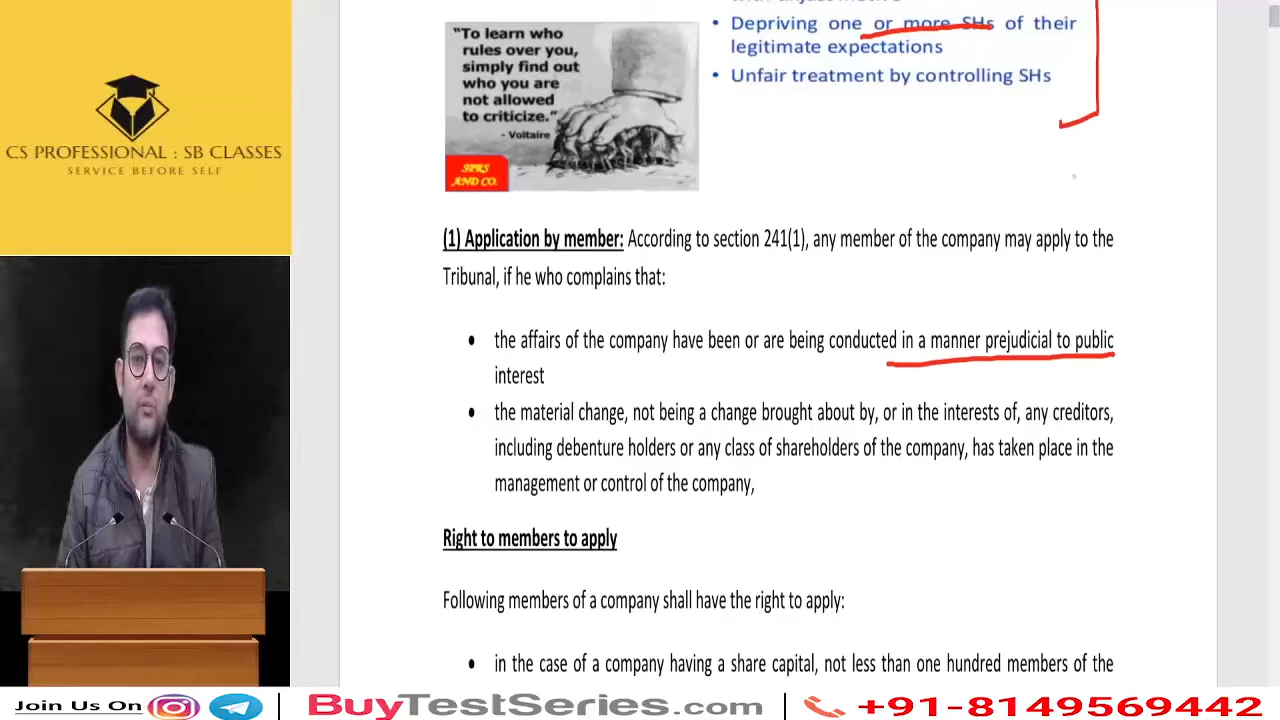 CS PROFESSIONAL : SB CLASSES
SERVICE BEFORE SELF
"To learn who
rules over you,
simply find out
who you are
not allowed
to criticize."
- Voltaire
SPRS
AND CO.
• Depriving one or more SHs of their
legitimate expectations
• Unfair treatment by controlling SHs
(1) Application by member: According to section 241(1), any member of the company may apply to the
Tribunal, if he who complains that:
• the affairs of the company have been or are being conducted in a manner prejudicial to public
interest
• the material change, not being a change brought about by, or in the interests of, any creditors,
including debenture holders or any class of shareholders of the company, has taken place in the
management or control of the company,
Right to members to apply
Following members of a company shall have the right to apply:
• in the case of a company having a share capital, not less than one hundred members of the
Join Us On
BuyTestSeries.com
+91-8149569442